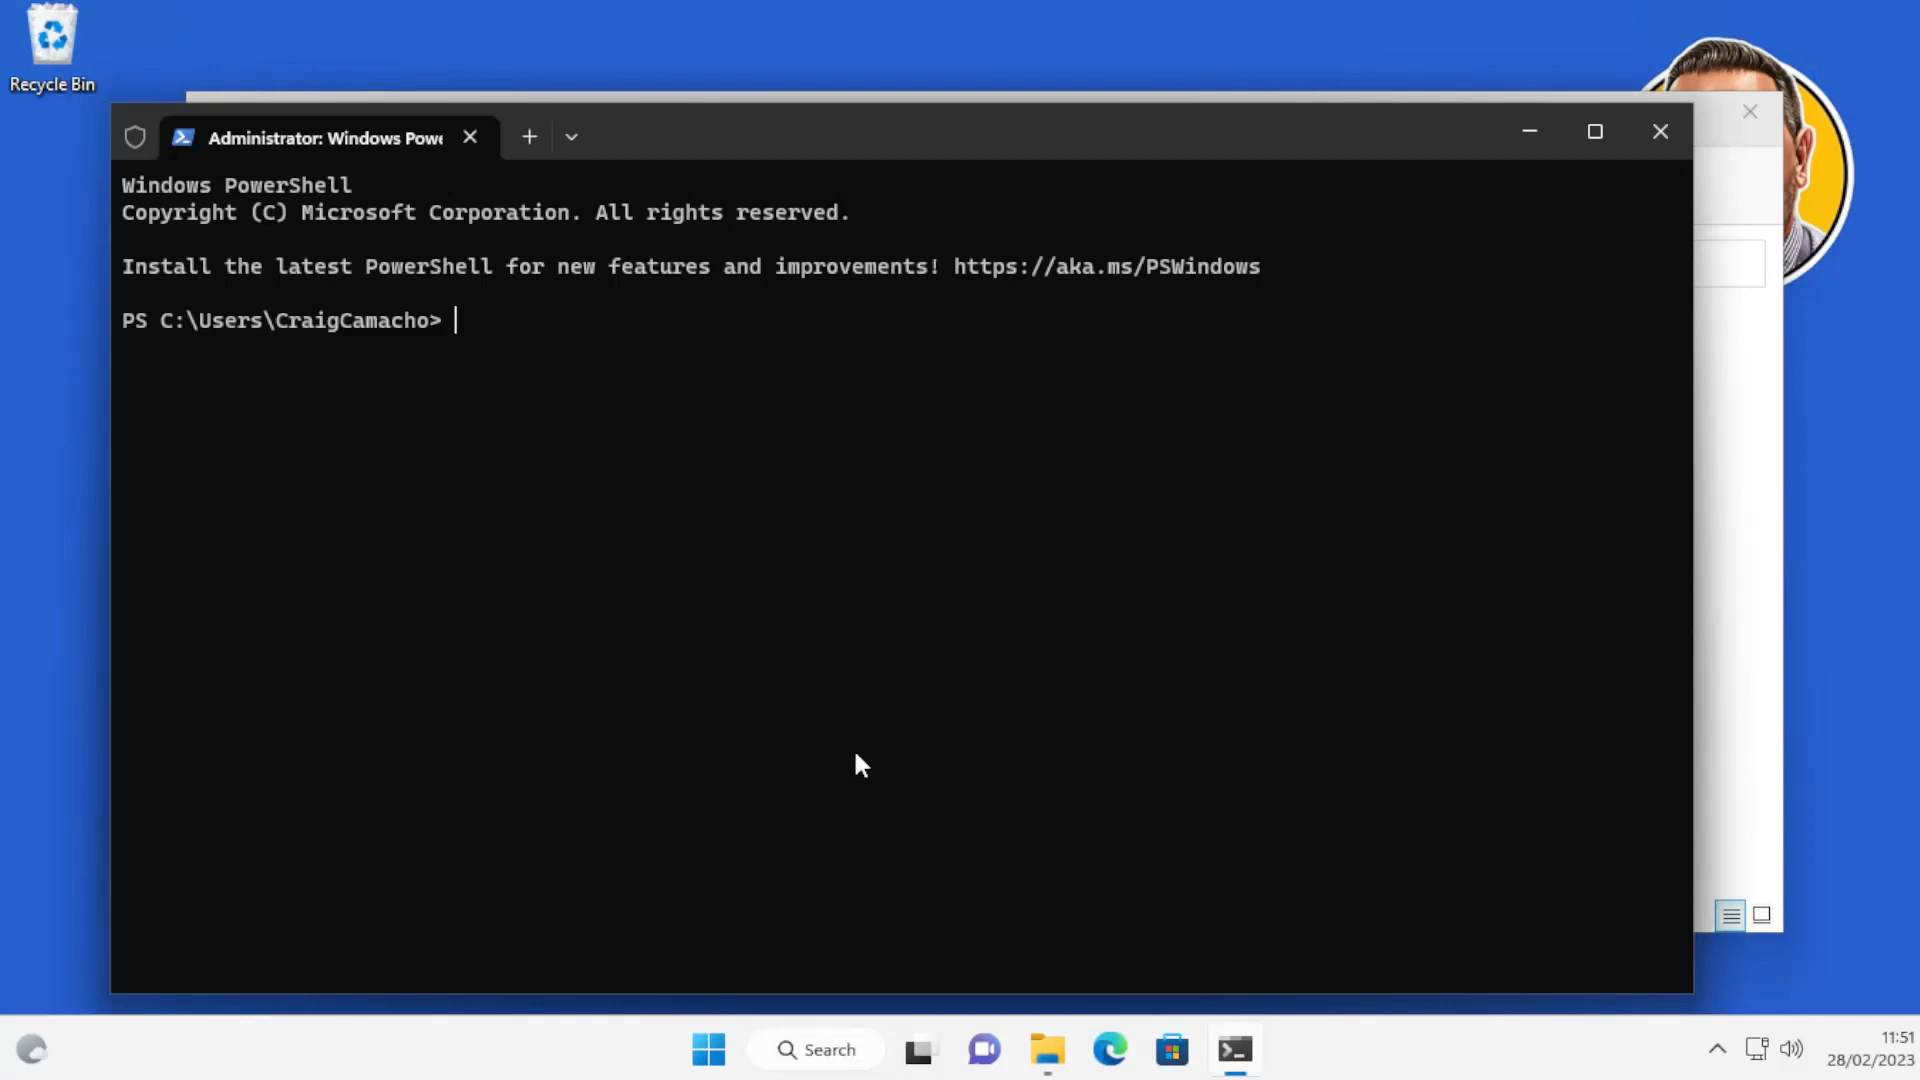 Recycle Bin
Administrator: Windows Powe
Windows PowerShell
Copyright (C) Microsoft Corporation. All rights reserved.
Install the latest PowerShell for new features and improvements! https://aka.ms/PSWindows
PS C:\Users\CraigCamacho>
Search
11:51
28/02/2023